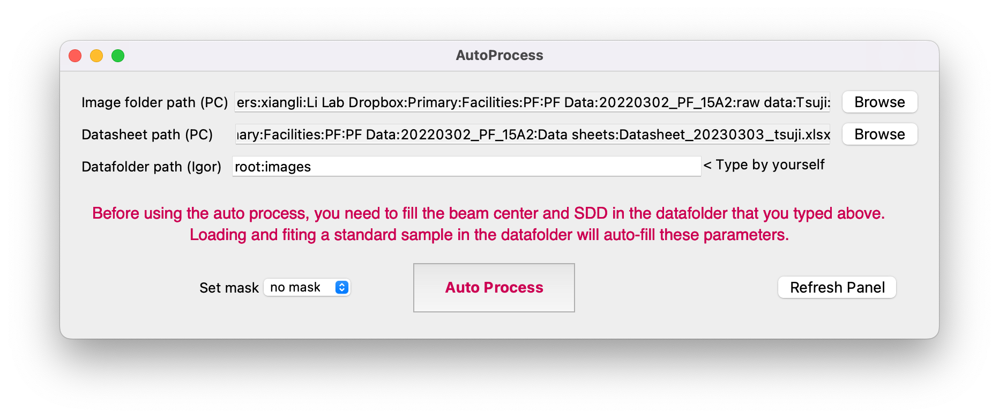 AutoProcess
Image folder path (PC) ers:xiangli:Li Lab Dropbox:Primary:Facilities:PF:PF Data:20220302_PF_15A2:raw data:Tsuji: Browse
Datasheet path (PC) ary:Facilities:PF:PF Data:20220302_PF_15A2:Data sheets:Datasheet_20230303_tsuji.xlsx Browse
Datafolder path (Igor) root:images < Type by yourself
Before using the auto process, you need to fill the beam center and SDD in the datafolder that you typed above.
Loading and fiting a standard sample in the datafolder will auto-fill these parameters.
Set mask no mask Auto Process Refresh Panel